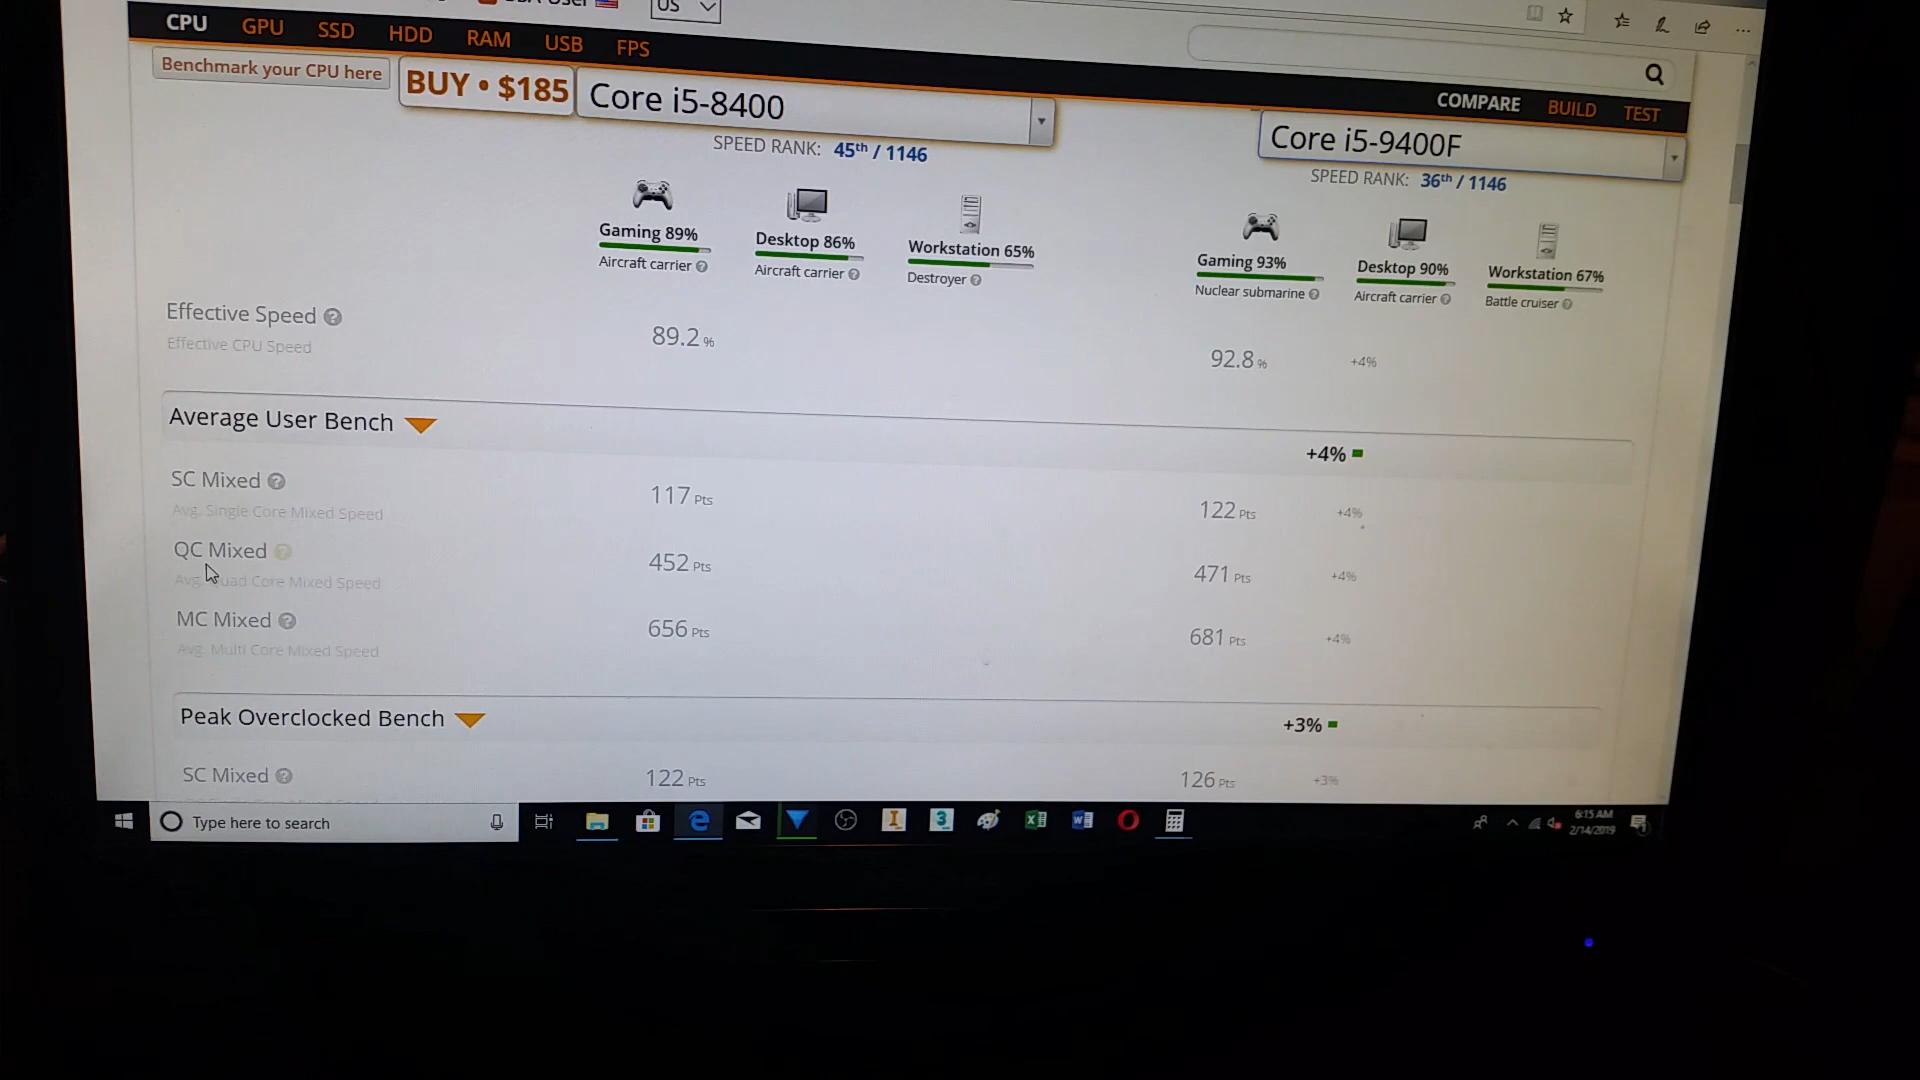 US
CPU GPU SSD HDD RAM USB FPS
COMPARE BUILD TEST
Benchmark your CPU here
BUY • $185
Core i5-8400
Core i5-9400F
SPEED RANK: 45th / 1146
SPEED RANK: 36th / 1146
Gaming 89% Desktop 86% Workstation 65%
Aircraft carrier Aircraft carrier Destroyer
Gaming 93% Desktop 90% Workstation 67%
Nuclear submarine Aircraft carrier Battle cruiser
Effective Speed 89.2 % 92.8 % +4%
Effective CPU Speed
Average User Bench +4%
SC Mixed 117 Pts 122 Pts +4%
Avg. Single Core Mixed Speed
QC Mixed 452 Pts 471 Pts +4%
Core Mixed Speed
MC Mixed 656 Pts 681 Pts +4%
Avg. Multi Core Mixed Speed
Peak Overclocked Bench +3%
SC Mixed 122 Pts 126 Pts +3%
Type here to search
6:15 AM
2/14/2019